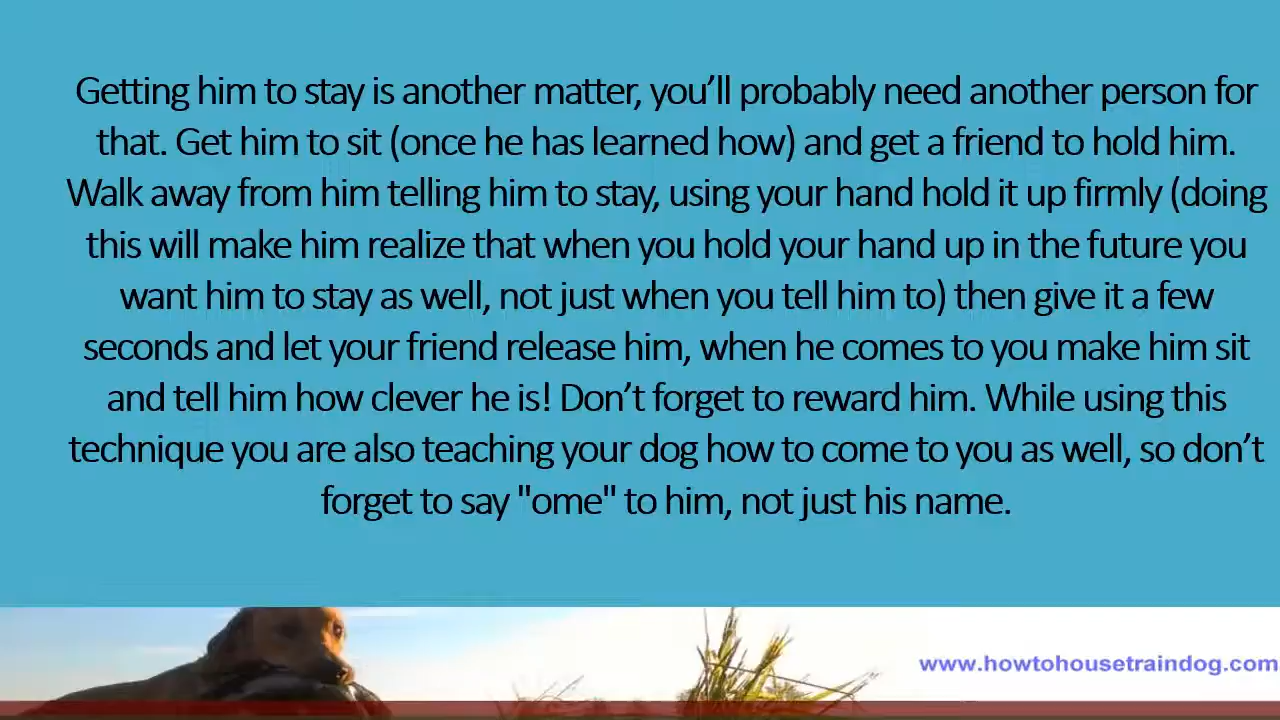 Getting him to stay is another matter, you’ll probably need another person for
that. Get him to sit (once he has learned how) and get a friend to hold him.
Walk away from him telling him to stay, using your hand hold it up firmly (doing
this will make him realize that when you hold your hand up in the future you
want him to stay as well, not just when you tell him to) then give it a few
seconds and let your friend release him, when he comes to you make him sit
and tell him how clever he is! Don’t forget to reward him. While using this
technique you are also teaching your dog how to come to you as well, so don’t
forget to say "ome" to him, not just his name.
www.howtohousetraindog.com